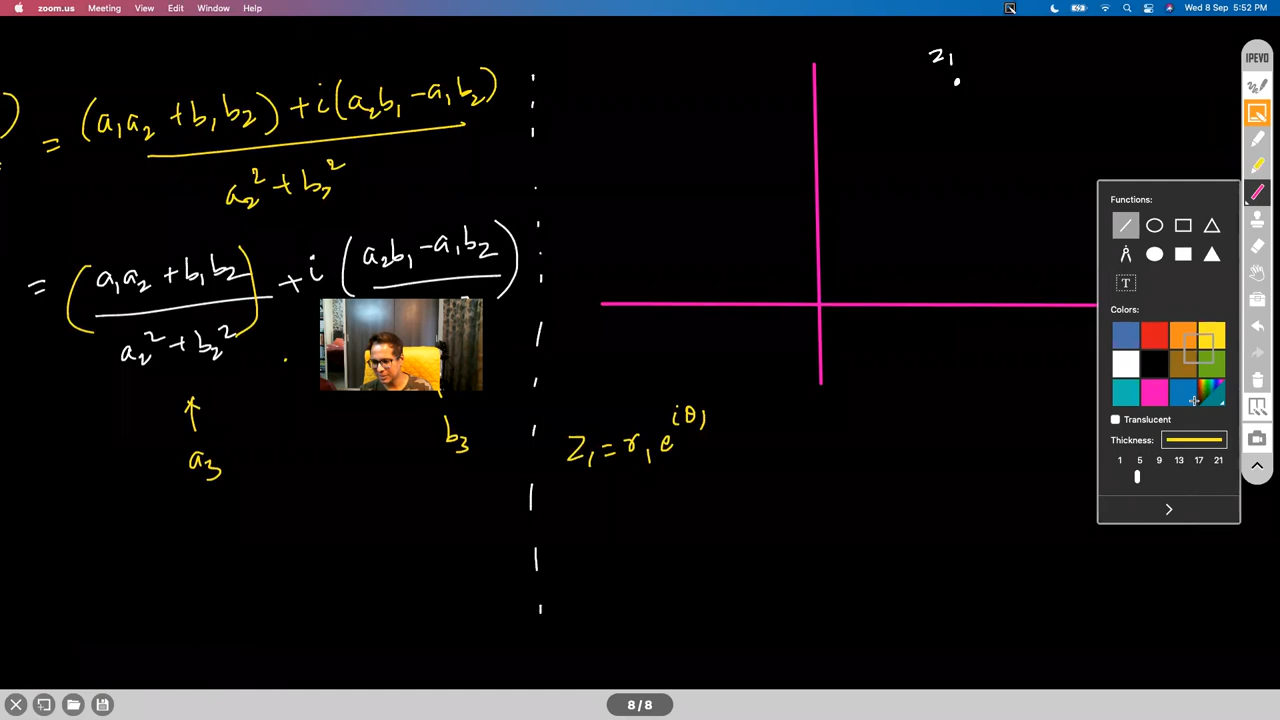 zoom.us Meeting View Edit Window Help Wed 8 Sep 5:52 PM
= (a₁a₂ + b₁b₂) + i(a₂b₁ - a₁b₂)
a₂² + b₂²
= (a₁a₂ + b₁b₂) + i (a₂b₁ - a₁b₂)
a₂² + b₂²
a₃
b₃
z₁
z₁ = r₁ e^iθ₁
IPEVO
Functions:
T
Colors:
Translucent
Thickness:
1 5 9 13 17 21
8/8